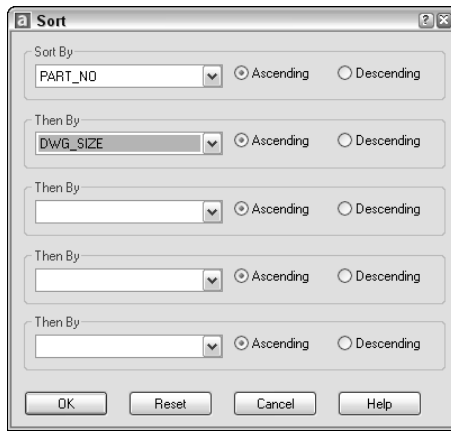 a Sort
Sort By
PART_NO Ascending Descending
Then By
DWG_SIZE Ascending Descending
Then By
Ascending Descending
Then By
Ascending Descending
Then By
Ascending Descending
OK Reset Cancel Help